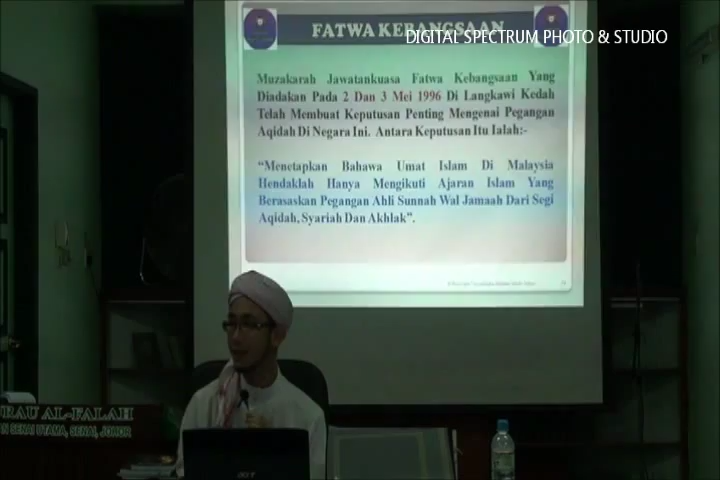 FATWA KEBANGSAAN
DIGITAL SPECTRUM PHOTO & STUDIO
Muzakarah Jawatankuasa Fatwa Kebangsaan Yang
Diadakan Pada 2 Dan 3 Mei 1996 Di Langkawi Kedah
Telah Membuat Keputusan Penting Mengenai Pegangan
Aqidah Di Negara Ini. Antara Keputusan Itu Ialah:-
“Menetapkan Bahawa Umat Islam Di Malaysia
Hendaklah Hanya Mengikuti Ajaran Islam Yang
Berasaskan Pegangan Ahli Sunnah Wal Jamaah Dari Segi
Aqidah, Syariah Dan Akhlak”.
RAU AL-FALAH
N SENAI UTAMA, SENAI, JOHOR
acer